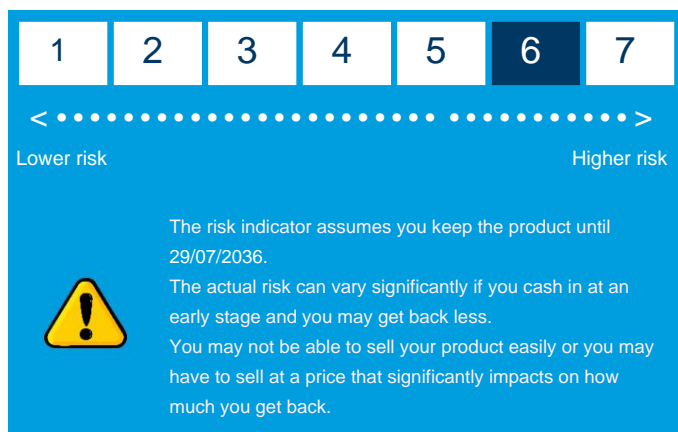 1 2 3 4 5 6 7
< >
Lower risk Higher risk
The risk indicator assumes you keep the product until
29/07/2036.
The actual risk can vary significantly if you cash in at an
early stage and you may get back less.
You may not be able to sell your product easily or you may
have to sell at a price that significantly impacts on how
much you get back.